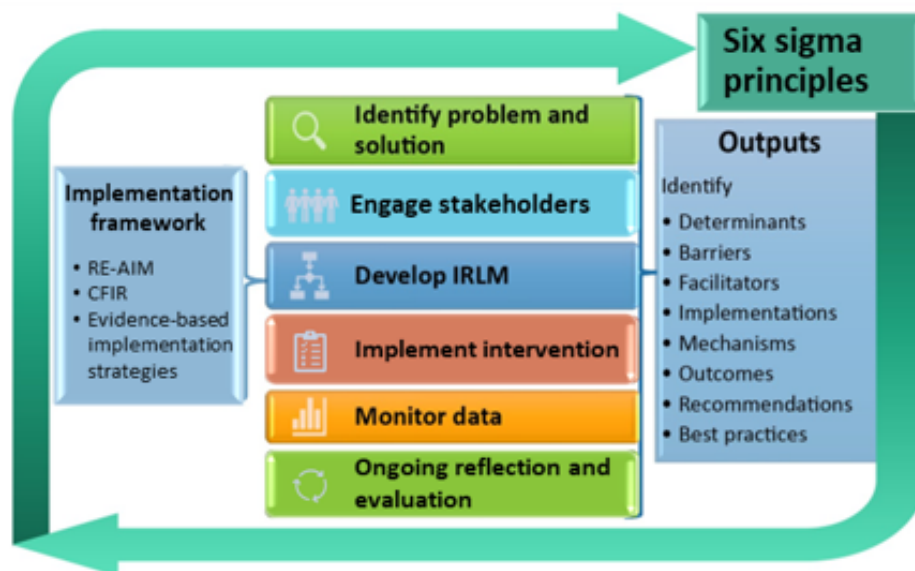 Six sigma
principles
Implementation
framework
• RE-AIM
• CFIR
• Evidence-based
implementation
strategies
Identify problem and
solution
Engage stakeholders
Develop IRLM
Implement intervention
Monitor data
Ongoing reflection and
evaluation
Outputs
Identify
• Determinants
• Barriers
• Facilitators
• Implementations
• Mechanisms
• Outcomes
• Recommendations
• Best practices